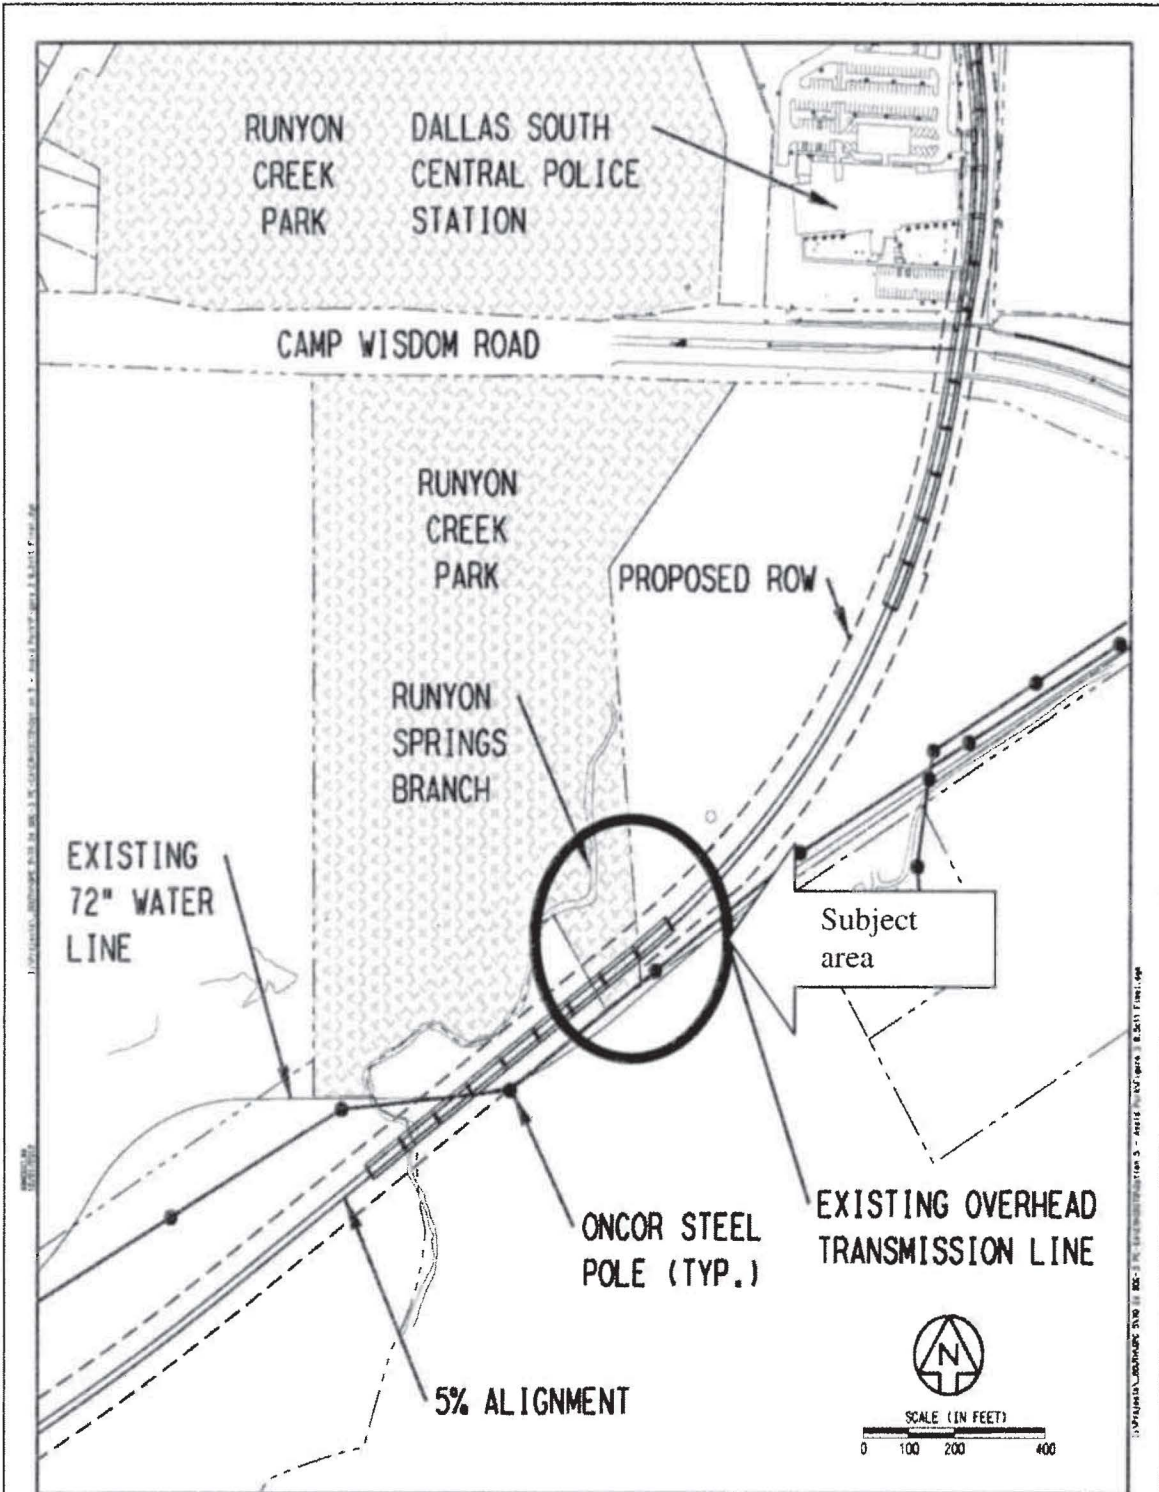 RUNYON
CREEK
PARK
DALLAS SOUTH
CENTRAL POLICE
STATION
CAMP WISDOM ROAD
RUNYON
CREEK
PARK
PROPOSED ROW
RUNYON
SPRINGS
BRANCH
EXISTING
72" WATER
LINE
Subject
area
ONCOR STEEL
POLE (TYP.)
EXISTING OVERHEAD
TRANSMISSION LINE
5% ALIGNMENT
N
SCALE (IN FEET)
0 100 200 400